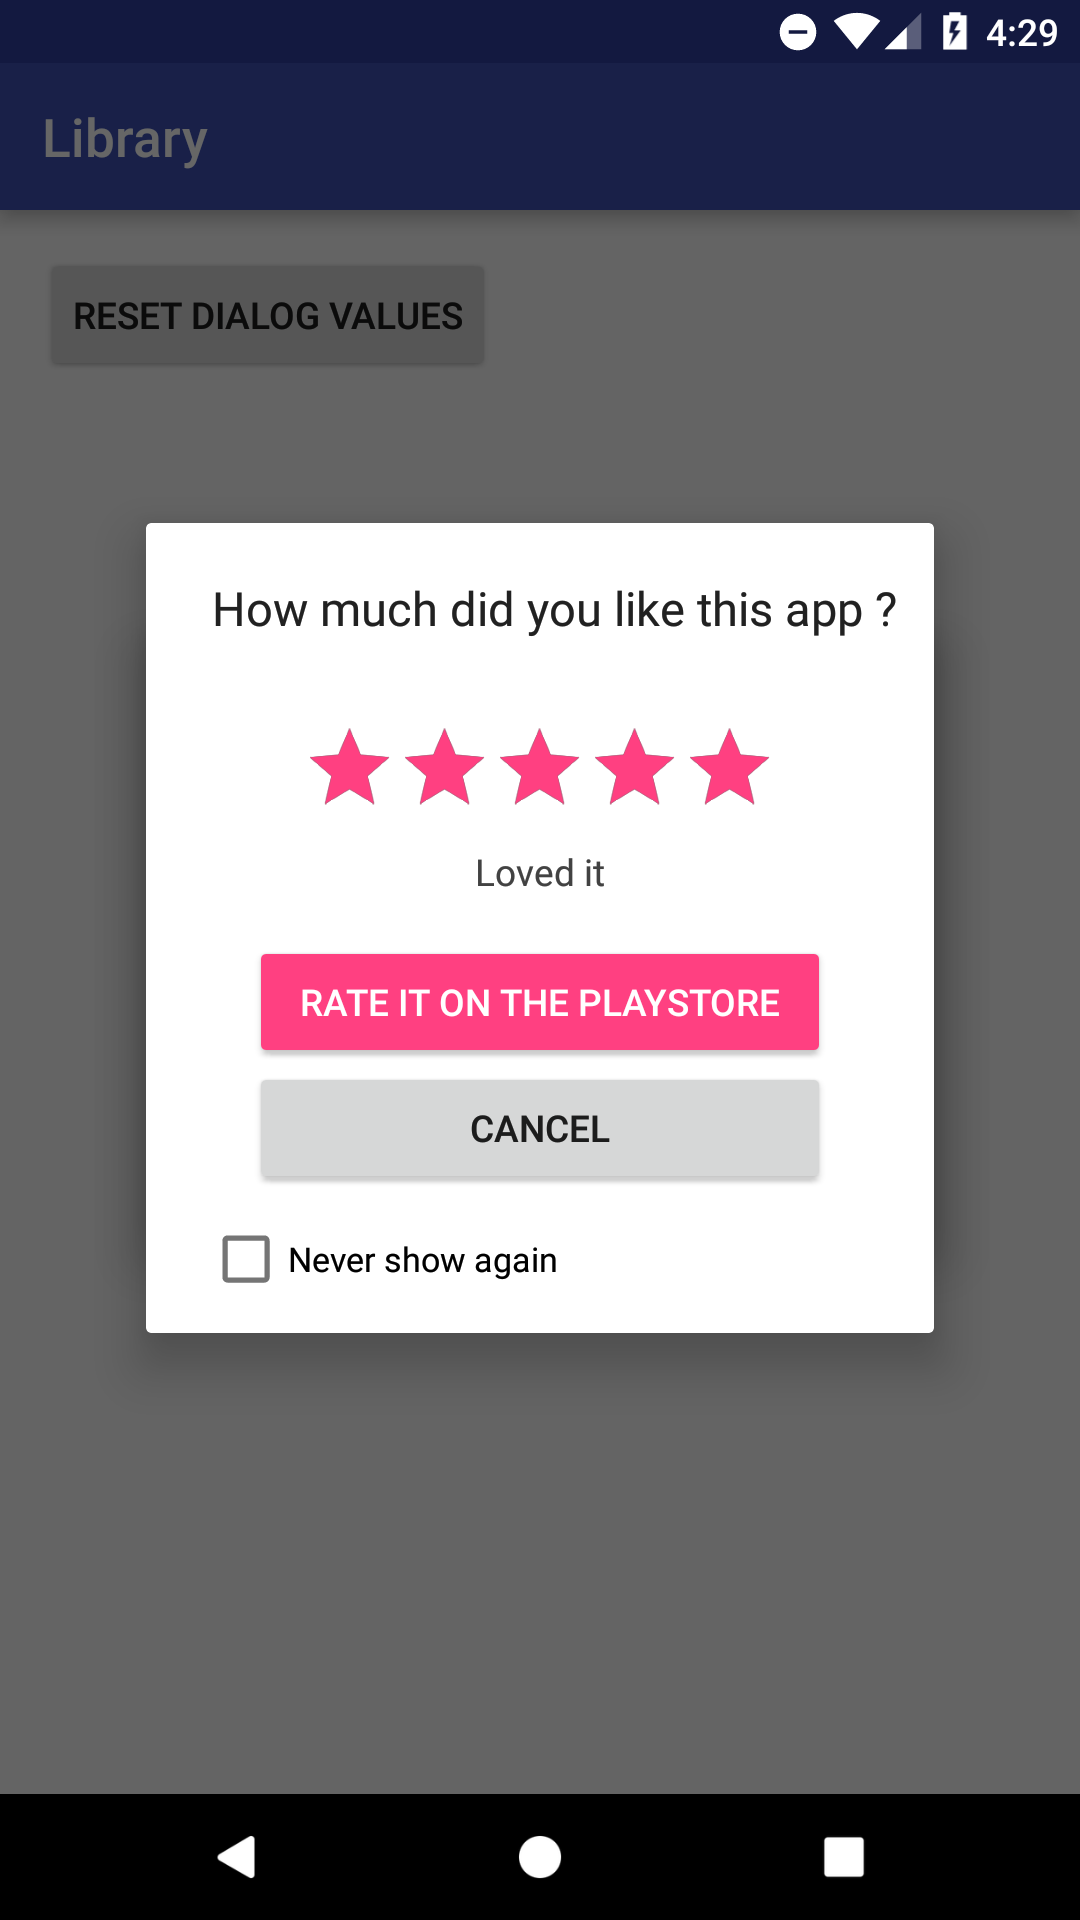 4:29
Library
RESET DIALOG VALUES
How much did you like this app ?
Loved it
RATE IT ON THE PLAYSTORE
CANCEL
Never show again